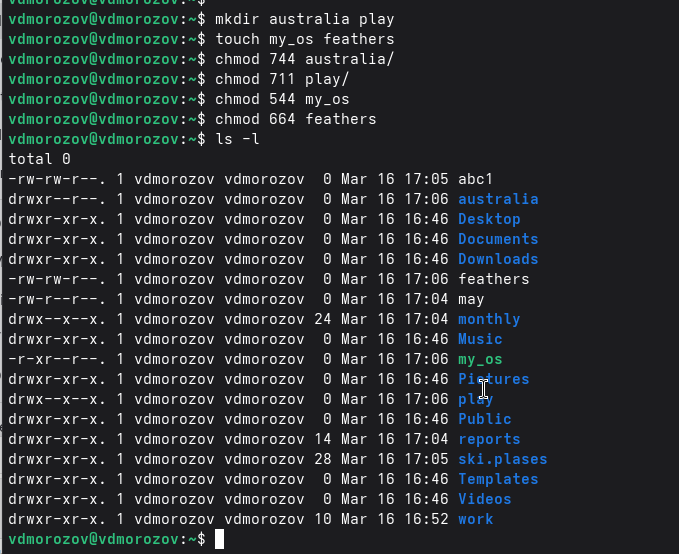 vdmorozov@vdmorozov:~$ mkdir australia play
vdmorozov@vdmorozov:~$ touch my_os feathers
vdmorozov@vdmorozov:~$ chmod 744 australia/
vdmorozov@vdmorozov:~$ chmod 711 play/
vdmorozov@vdmorozov:~$ chmod 544 my_os
vdmorozov@vdmorozov:~$ chmod 664 feathers
vdmorozov@vdmorozov:~$ ls -l
total 0
-rw-rw-r--. 1 vdmorozov vdmorozov  0 Mar 16 17:05 abc1
drwxr--r--. 1 vdmorozov vdmorozov  0 Mar 16 17:06 australia
drwxr-xr-x. 1 vdmorozov vdmorozov  0 Mar 16 16:46 Desktop
drwxr-xr-x. 1 vdmorozov vdmorozov  0 Mar 16 16:46 Documents
drwxr-xr-x. 1 vdmorozov vdmorozov  0 Mar 16 16:46 Downloads
-rw-rw-r--. 1 vdmorozov vdmorozov  0 Mar 16 17:06 feathers
-rw-r--r--. 1 vdmorozov vdmorozov  0 Mar 16 17:04 may
drwx--x--x. 1 vdmorozov vdmorozov 24 Mar 16 17:04 monthly
drwxr-xr-x. 1 vdmorozov vdmorozov  0 Mar 16 16:46 Music
-r-xr--r--. 1 vdmorozov vdmorozov  0 Mar 16 17:06 my_os
drwxr-xr-x. 1 vdmorozov vdmorozov  0 Mar 16 16:46 Pictures
drwx--x--x. 1 vdmorozov vdmorozov  0 Mar 16 17:06 play
drwxr-xr-x. 1 vdmorozov vdmorozov  0 Mar 16 16:46 Public
drwxr-xr-x. 1 vdmorozov vdmorozov 14 Mar 16 17:04 reports
drwxr-xr-x. 1 vdmorozov vdmorozov 28 Mar 16 17:05 ski.plases
drwxr-xr-x. 1 vdmorozov vdmorozov  0 Mar 16 16:46 Templates
drwxr-xr-x. 1 vdmorozov vdmorozov  0 Mar 16 16:46 Videos
drwxr-xr-x. 1 vdmorozov vdmorozov 10 Mar 16 16:52 work
vdmorozov@vdmorozov:~$